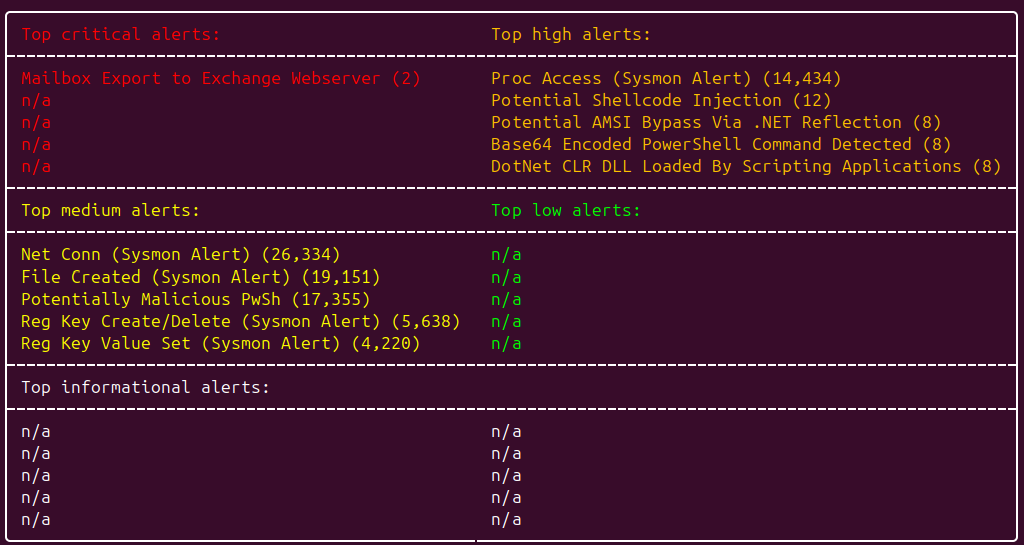 Top critical alerts: Top high alerts:
Mailbox Export to Exchange Webserver (2) Proc Access (Sysmon Alert) (14,434)
n/a Potential Shellcode Injection (12)
n/a Potential AMSI Bypass Via .NET Reflection (8)
n/a Base64 Encoded PowerShell Command Detected (8)
n/a DotNet CLR DLL Loaded By Scripting Applications (8)
Top medium alerts: Top low alerts:
Net Conn (Sysmon Alert) (26,334) n/a
File Created (Sysmon Alert) (19,151) n/a
Potentially Malicious PwSh (17,355) n/a
Reg Key Create/Delete (Sysmon Alert) (5,638) n/a
Reg Key Value Set (Sysmon Alert) (4,220) n/a
Top informational alerts:
n/a n/a
n/a n/a
n/a n/a
n/a n/a
n/a n/a